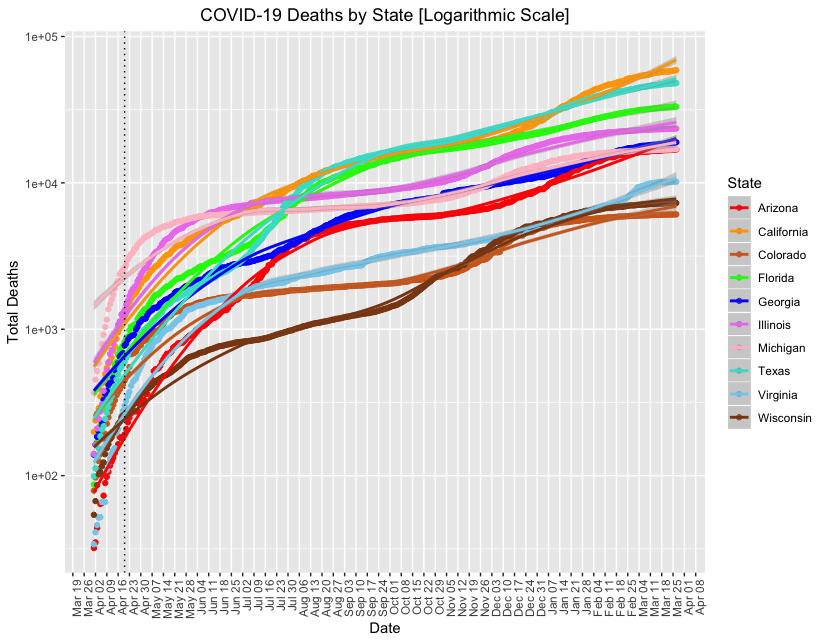 COVID-19 Deaths by State [Logarithmic Scale]
1e+05
1e+04
1e+03
1e+02
Total Deaths
Mar 19
Mar 26
Apr 02
Apr 09
Apr 16
Apr 23
Apr 30
May 07
May 14
May 21
May 28
Jun 04
Jun 11
Jun 18
Jun 25
Jul 02
Jul 09
Jul 16
Jul 23
Jul 30
Aug 06
Aug 13
Aug 20
Aug 27
Sep 03
Sep 10
Sep 17
Sep 24
Oct 01
Oct 08
Oct 15
Oct 22
Oct 29
Nov 05
Nov 12
Nov 19
Nov 26
Dec 03
Dec 10
Dec 17
Dec 24
Dec 31
Jan 07
Jan 14
Jan 21
Jan 28
Feb 04
Feb 11
Feb 18
Feb 25
Mar 04
Mar 11
Mar 18
Mar 25
Apr 01
Apr 08
Date
State
Arizona
California
Colorado
Florida
Georgia
Illinois
Michigan
Texas
Virginia
Wisconsin